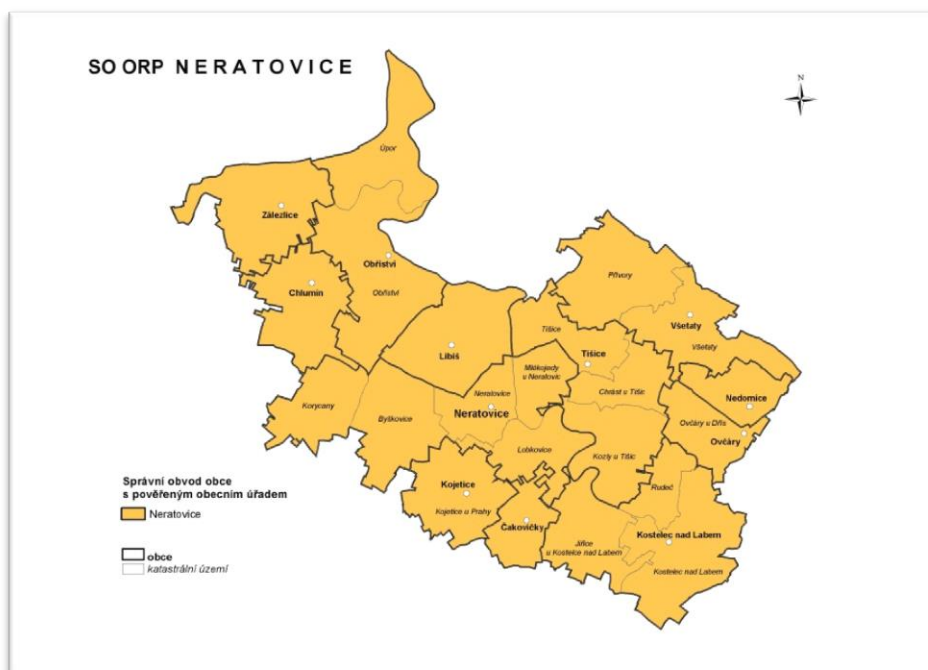 SO ORP N E R A T O V I C E
N
Úpor
Zálezlice
Obříství
Obříství
Chlumín
Přívory
Všetaty
Všetaty
Tišice
Tišice
Libiš
Mlékojedy
u Neratovic
Chrást u Tišic
Nedomice
Neratovice
Neratovice
Korycany
Byškovice
Ovčáry u Dřís
Ovčáry
Lobkovice
Kozly u Tišic
Rudeč
Kojetice
Kojetice u Prahy
Čakovičky
Jiřice
u Kostelce nad Labem
Kostelec nad Labem
Kostelec nad Labem
Správní obvod obce
s pověřeným obecním úřadem
Neratovice
obce
katastrální území